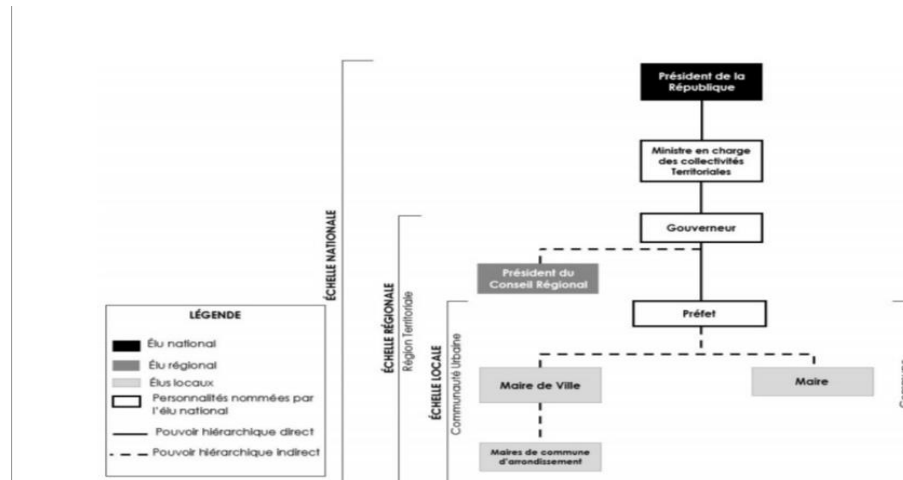 Président de la
République
Ministre en charge
des collectivités
Territoriales
Gouverneur
Président du
Conseil Régional
Préfet
Maire de Ville
Maire
Maires de commune
d'arrondissement
ÉCHELLE NATIONALE
ÉCHELLE RÉGIONALE
Région Territoriale
ÉCHELLE LOCALE
Communauté Urbaine
LÉGENDE
Élu national
Élu régional
Élus locaux
Personnalités nommées par
l'élu national
Pouvoir hiérarchique direct
Pouvoir hiérarchique indirect